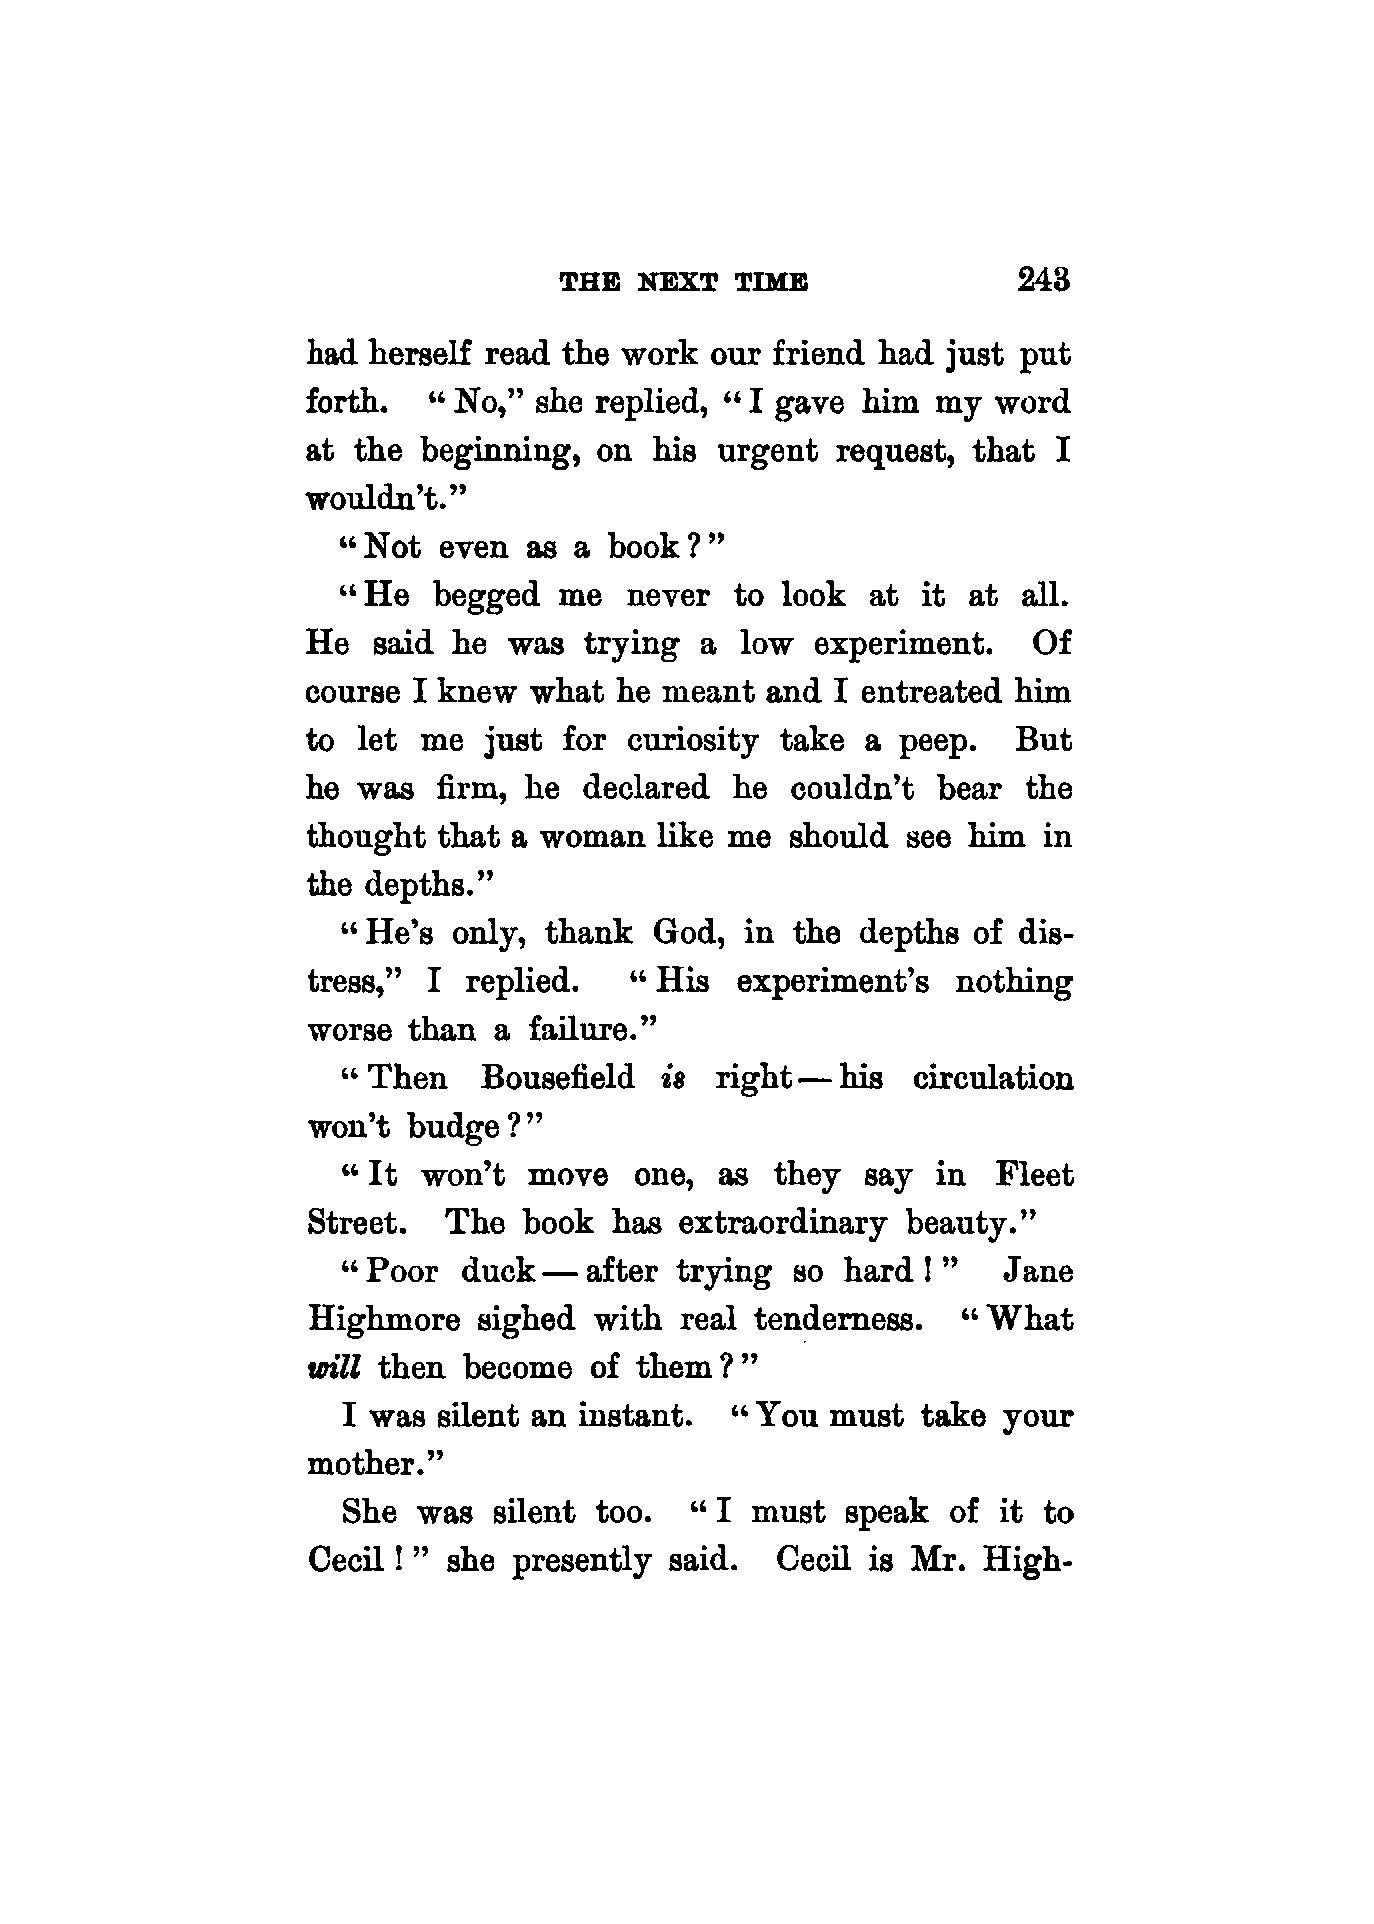 THE NEXT TIME 243
had herself read the work our friend had just put
forth. “No,” she replied, “I gave him my word
at the beginning, on his urgent request, that I
wouldn’t.”
“Not even as a book?”
“He begged me never to look at it at all.
He said he was trying a low experiment. Of
course I knew what he meant and I entreated him
to let me just for curiosity take a peep. But
he was firm, he declared he couldn’t bear the
thought that a woman like me should see him in
the depths.”
“He’s only, thank God, in the depths of dis-
tress,” I replied. “His experiment’s nothing
worse than a failure.”
“Then Bousefield is right—his circulation
won’t budge?”
“It won’t move one, as they say in Fleet
Street. The book has extraordinary beauty.”
“Poor duck—after trying so hard!” Jane
Highmore sighed with real tenderness. “What
will then become of them?”
I was silent an instant. “You must take your
mother.”
She was silent too. “I must speak of it to
Cecil!” she presently said. Cecil is Mr. High-